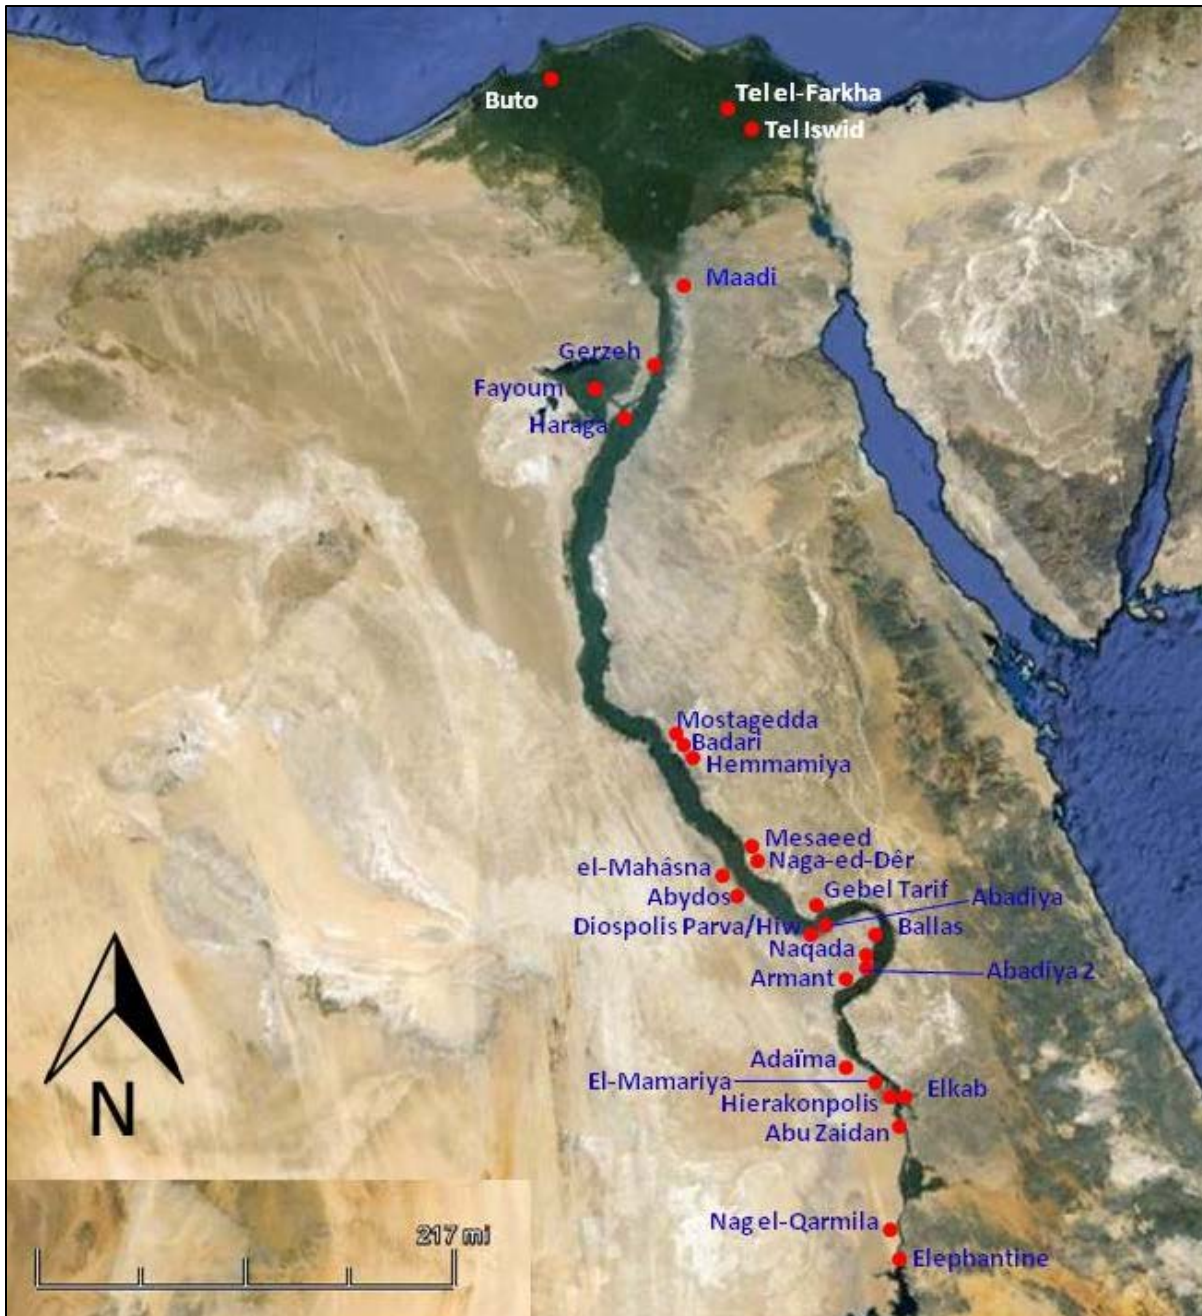 Buto
Tel el-Farkha
Tel Iswid
Maadi
Gerzeh
Fayoum
Haraga
Mostagedda
Badari
Hemmamiya
Mesaeed
Naga-ed-Dêr
el-Mahâsna
Abydos
Gebel Tarif
Abadiya
Diospolis Parva/Hiw
Ballas
Naqada
Abadiya 2
Armant
Adaïma
El-Mamariya
Hierakonpolis
Elkab
Abu Zaidan
N
Nag el-Qarmila
217 mi
Elephantine